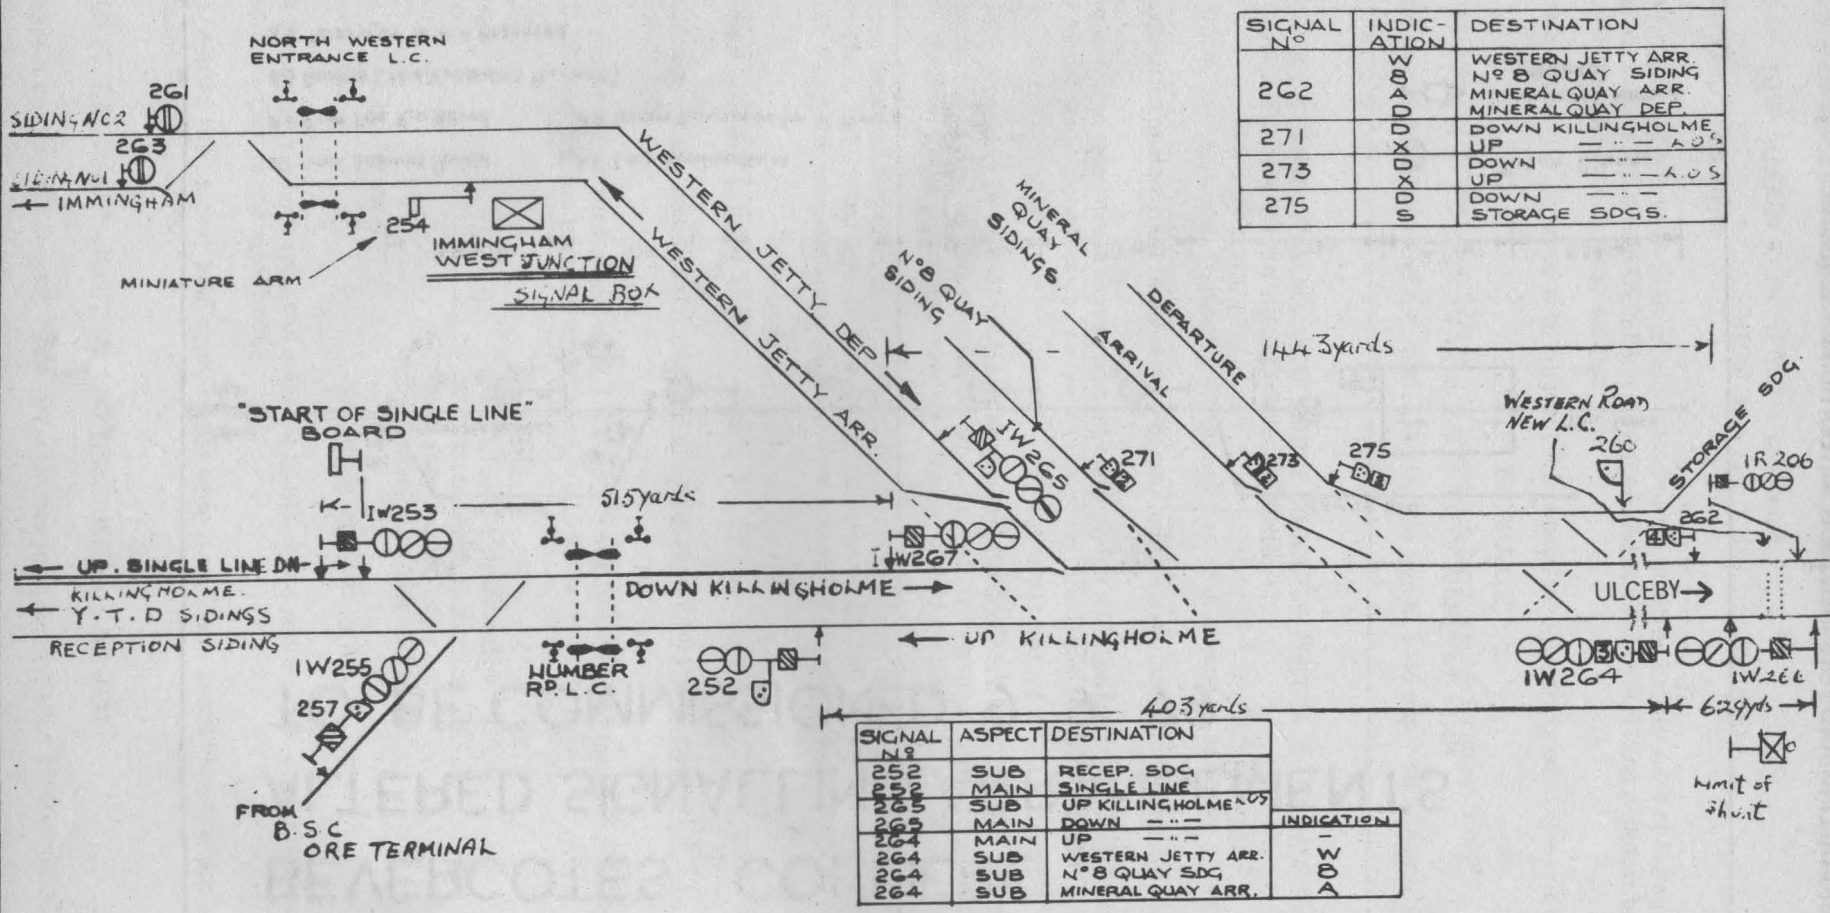 NORTH WESTERN
ENTRANCE L.C.
261
SIDING NO 2
263
SIDING NO 1
← IMMINGHAM
254
IMMINGHAM
WEST JUNCTION
SIGNAL BOX
MINIATURE ARM
WESTERN JETTY DEP
WESTERN JETTY ARR.
Nº 8 QUAY
SIDING
MINERAL
QUAY
SIDINGS.
ARRIVAL
DEPARTURE
SIGNAL Nº INDIC-ATION DESTINATION
262 W WESTERN JETTY ARR.
8 Nº 8 QUAY SIDING
A MINERAL QUAY ARR.
D MINERAL QUAY DEP.
271 D DOWN KILLINGHOLME
X UP — " — L.O.S
273 D DOWN — " —
X UP — " — L.O.S
275 D DOWN — " —
S STORAGE SDGS.
1443 yards
WESTERN ROAD
NEW L.C.
260
STORAGE SDG.
IR 206
262
4
"START OF SINGLE LINE"
BOARD
515 yards
IW253
IW265
271
2
273
2
275
IW267
← UP. SINGLE LINE DN →
KILLINGHOLME.
← Y.T.D SIDINGS
RECEPTION SIDING
DOWN KILLINGHOLME →
ULCEBY →
← UP KILLINGHOLME
IW255
257
HUMBER
RD. L.C.
252
3
IW264
IW266
403 yards
629yds
Limit of
shunt
FROM
B.S.C
ORE TERMINAL
SIGNAL Nº ASPECT DESTINATION
INDICATION
252 SUB RECEP. SDG
252 MAIN SINGLE LINE
265 SUB UP KILLINGHOLME LOS
265 MAIN DOWN — " —
264 MAIN UP — " — –
264 SUB WESTERN JETTY ARR. W
264 SUB Nº 8 QUAY SDG 8
264 SUB MINERAL QUAY ARR. A